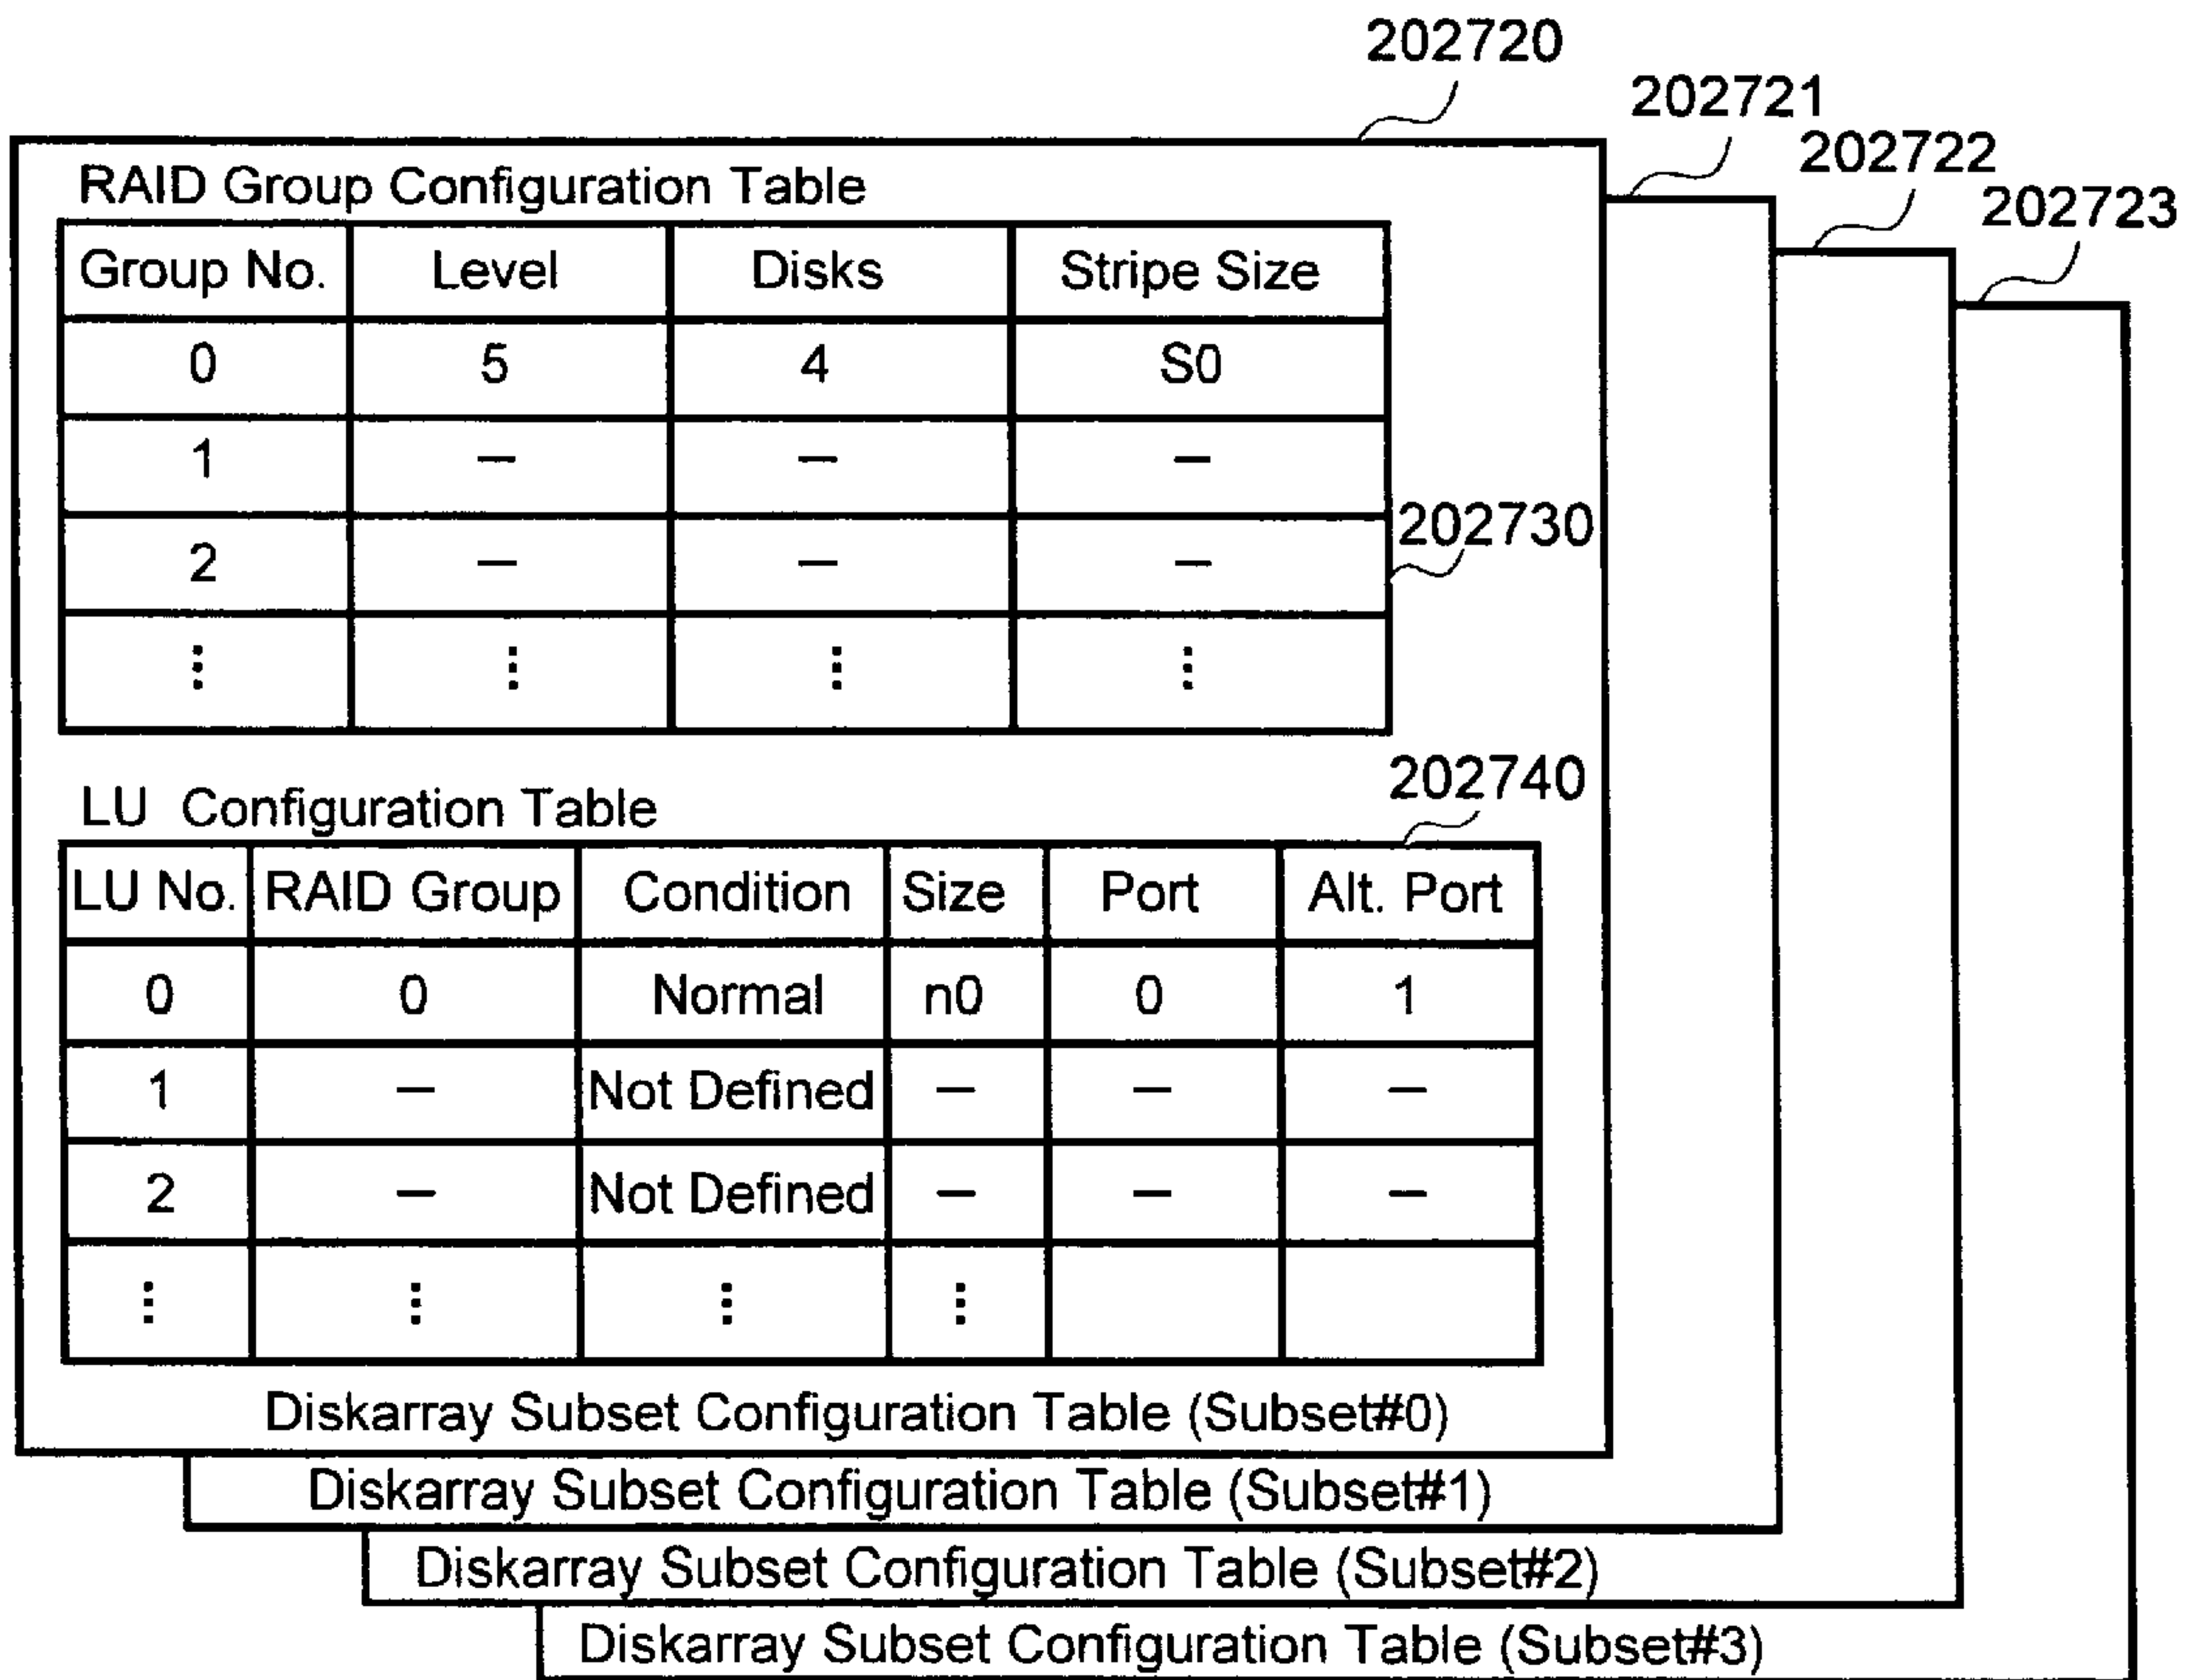 202720
202721
202722
202723
RAID Group Configuration Table
Group No. Level Disks Stripe Size
0 5 4 S0
1 — — —
2 — — —
⋮ ⋮ ⋮ ⋮
202730
LU Configuration Table
202740
LU No. RAID Group Condition Size Port Alt. Port
0 0 Normal n0 0 1
1 — Not Defined — — —
2 — Not Defined — — —
⋮ ⋮ ⋮ ⋮
Diskarray Subset Configuration Table (Subset#0)
Diskarray Subset Configuration Table (Subset#1)
Diskarray Subset Configuration Table (Subset#2)
Diskarray Subset Configuration Table (Subset#3)